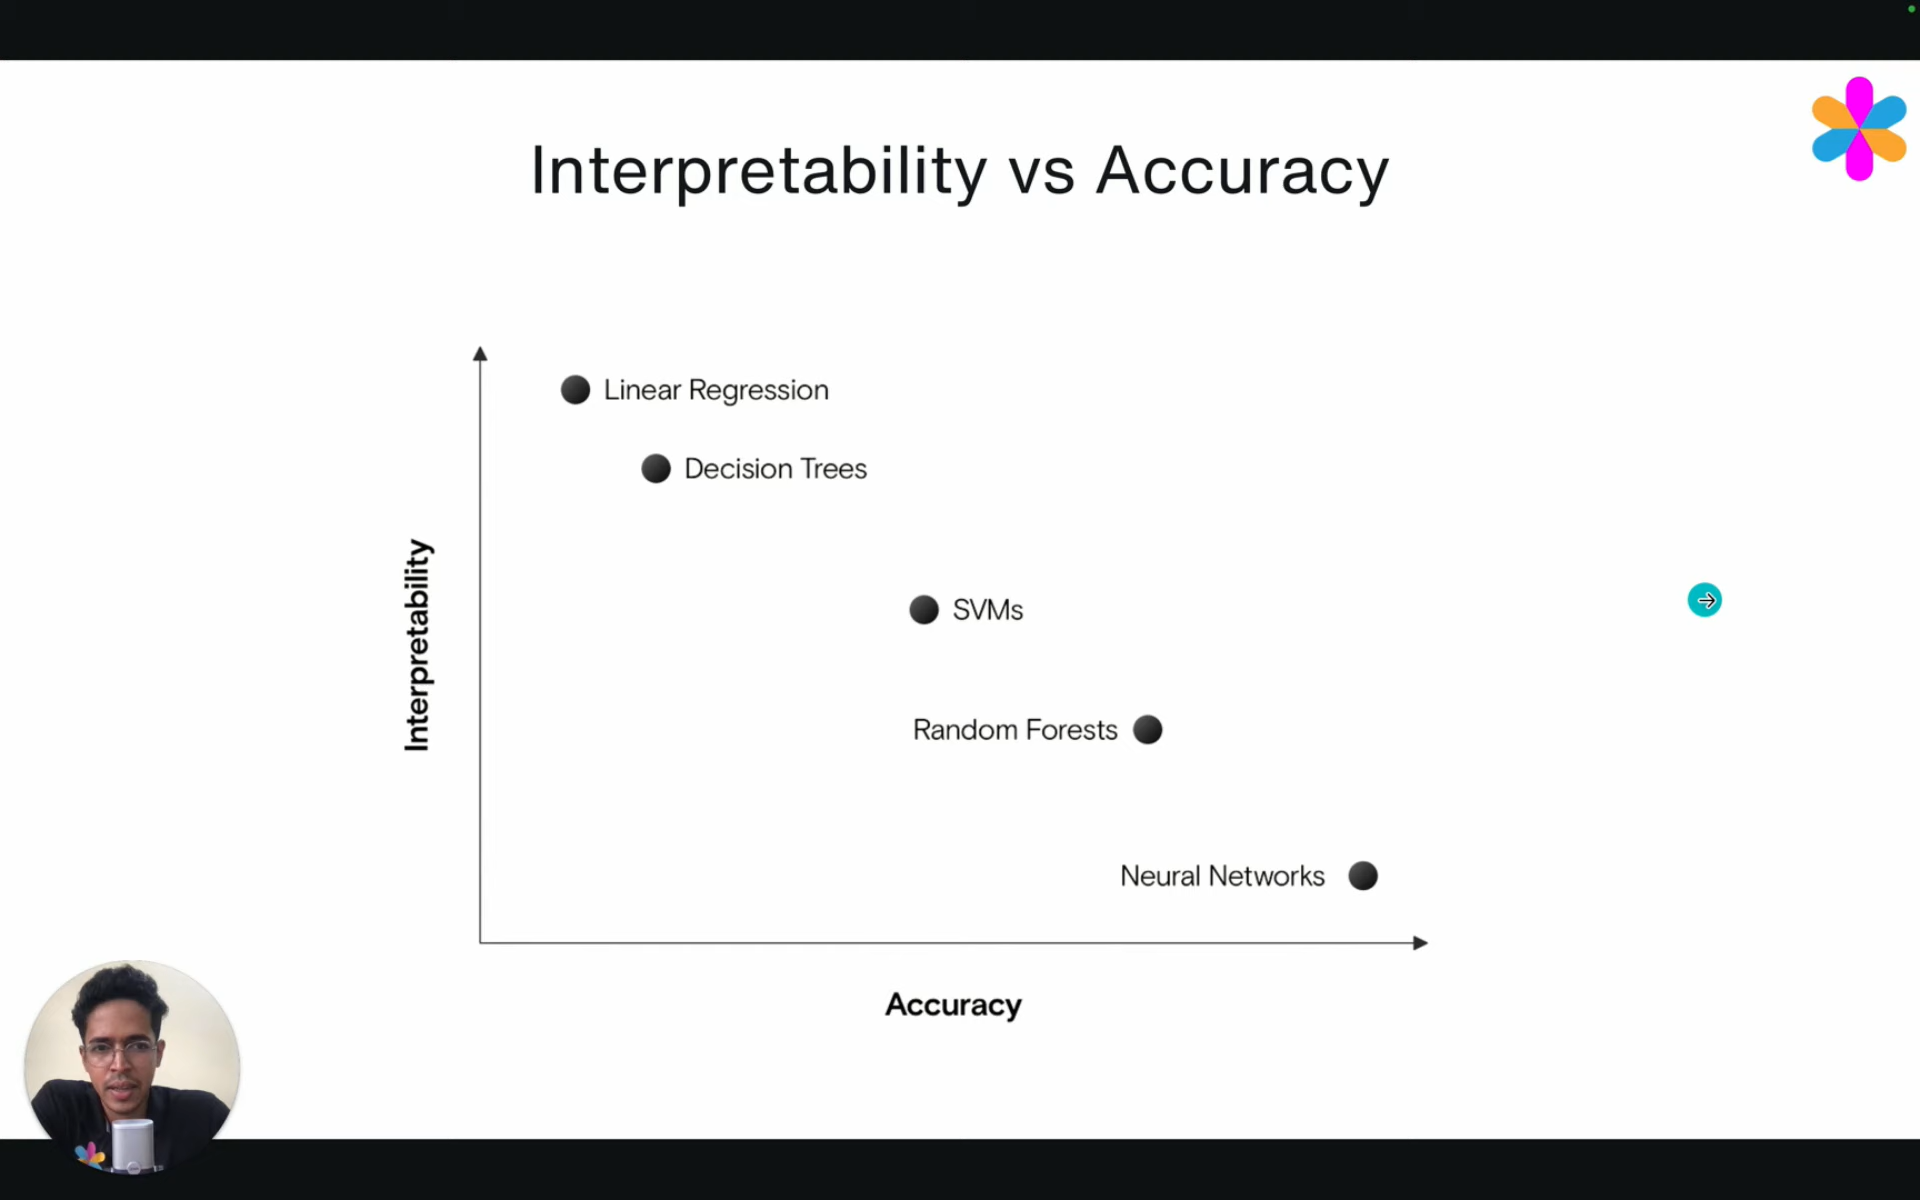 Interpretability vs Accuracy
Linear Regression
Decision Trees
SVMs
Random Forests
Neural Networks
Interpretability
Accuracy